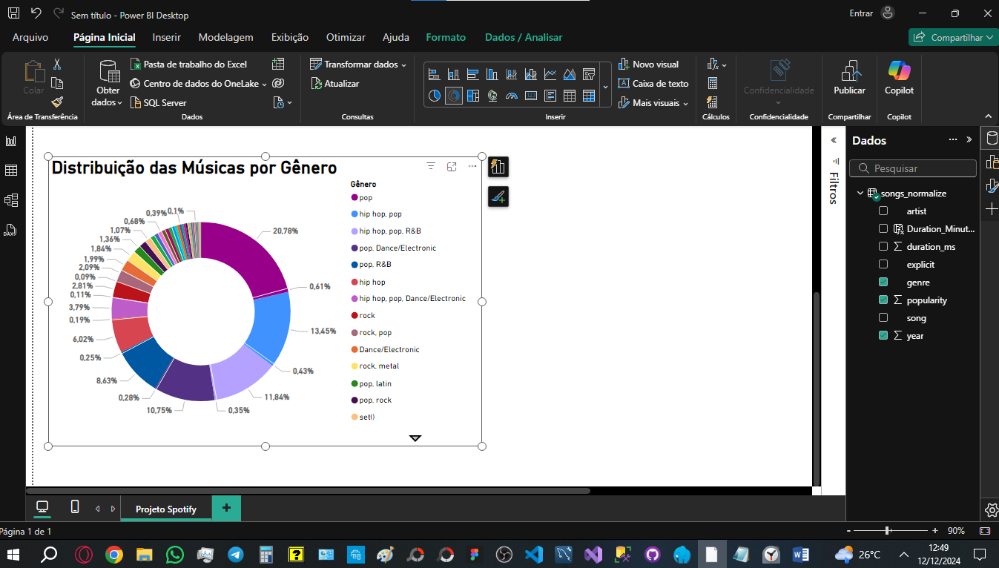 Sem título - Power BI Desktop
Entrar
Arquivo Página Inicial Inserir Modelagem Exibição Otimizar Ajuda Formato Dados / Analisar
Compartilhar
Colar
Área de Transferência
Obter dados
Pasta de trabalho do Excel
Centro de dados do OneLake
SQL Server
Dados
Transformar dados
Atualizar
Consultas
Inserir
Novo visual
Caixa de texto
Mais visuais
Cálculos
Confidencialidade
Confidencialidade
Publicar
Compartilhar
Copilot
Copilot
DAX
Distribuição das Músicas por Gênero
20,78%
0,61%
13,45%
0,43%
11,84%
0,35%
10,75%
0,28%
8,63%
0,25%
6,02%
0,19%
3,79%
0,11%
2,81%
0,09%
2,09%
1,99%
1,84%
1,36%
1,07%
0,68%
0,39%
0,1%
Gênero
pop
hip hop, pop
hip hop, pop, R&B
pop, Dance/Electronic
pop, R&B
hip hop
hip hop, pop, Dance/Electronic
rock
rock, pop
Dance/Electronic
rock, metal
pop, latin
pop, rock
set()
Filtros
Dados
Pesquisar
songs_normalize
artist
Duration_Minut...
duration_ms
explicit
genre
popularity
song
year
Projeto Spotify
Página 1 de 1
- + 90%
26°C
12:49
12/12/2024